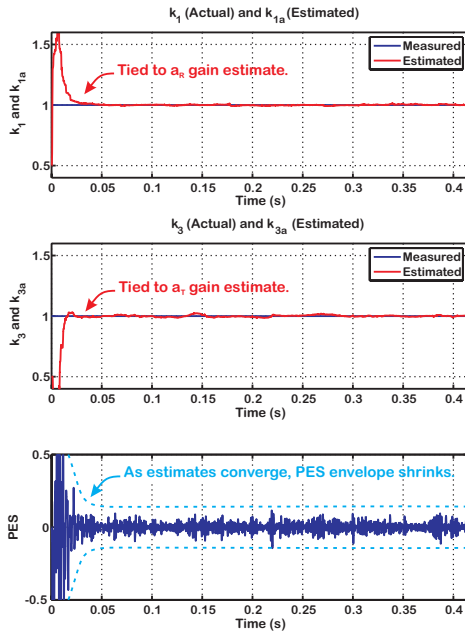 k1 (Actual) and k1a (Estimated)
1.5
1
0.5
k1 and k1a
Tied to aR gain estimate.
Measured
Estimated
0 0.05 0.1 0.15 0.2 0.25 0.3 0.35 0.4
Time (s)
k3 (Actual) and k3a (Estimated)
1.5
1
0.5
k3 and k3a
Tied to aT gain estimate.
Measured
Estimated
0 0.05 0.1 0.15 0.2 0.25 0.3 0.35 0.4
Time (s)
0.5
0
-0.5
PES
As estimates converge, PES envelope shrinks.
0 0.05 0.1 0.15 0.2 0.25 0.3 0.35 0.4
Time (s)